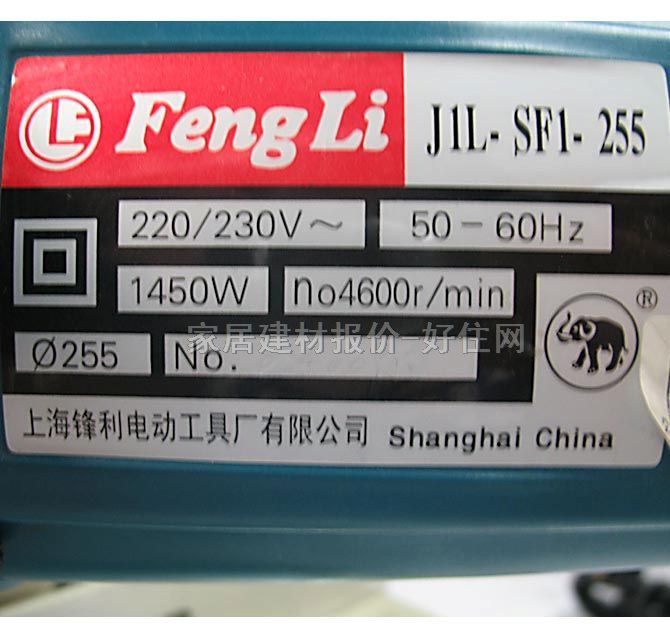 FengLi J1L-SF1-255
220/230V～ 50-60Hz
1450W no4600r/min
®
Ø255 No.
家居建材报价-好住网
上海锋利电动工具厂有限公司 Shanghai China